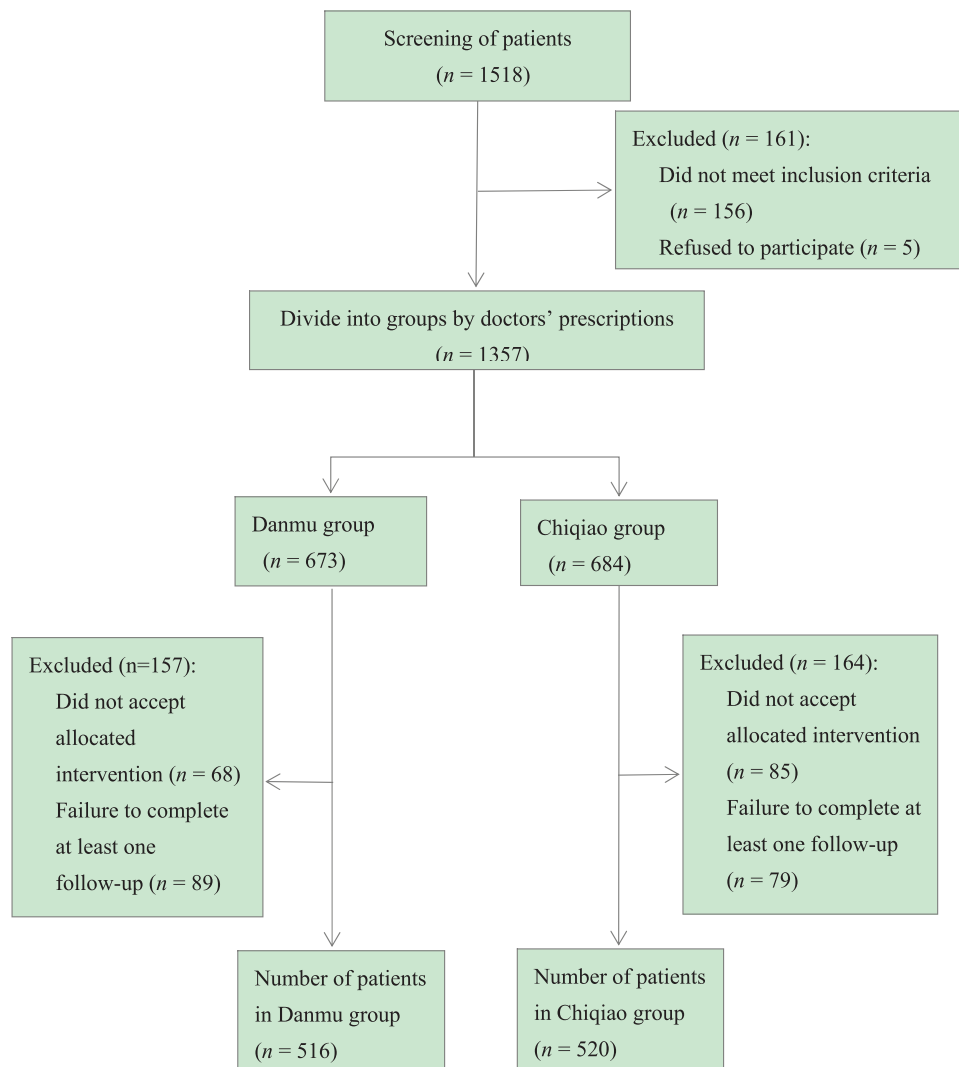 Screening of patients
(n = 1518)
Excluded (n = 161):
Did not meet inclusion criteria
(n = 156)
Refused to participate (n = 5)
Divide into groups by doctors’ prescriptions
(n = 1357)
Danmu group
(n = 673)
Chiqiao group
(n = 684)
Excluded (n=157):
Did not accept
allocated
intervention (n = 68)
Failure to complete
at least one
follow-up (n = 89)
Excluded (n = 164):
Did not accept
allocated intervention
(n = 85)
Failure to complete at
least one follow-up
(n = 79)
Number of patients
in Danmu group
(n = 516)
Number of patients
in Chiqiao group
(n = 520)